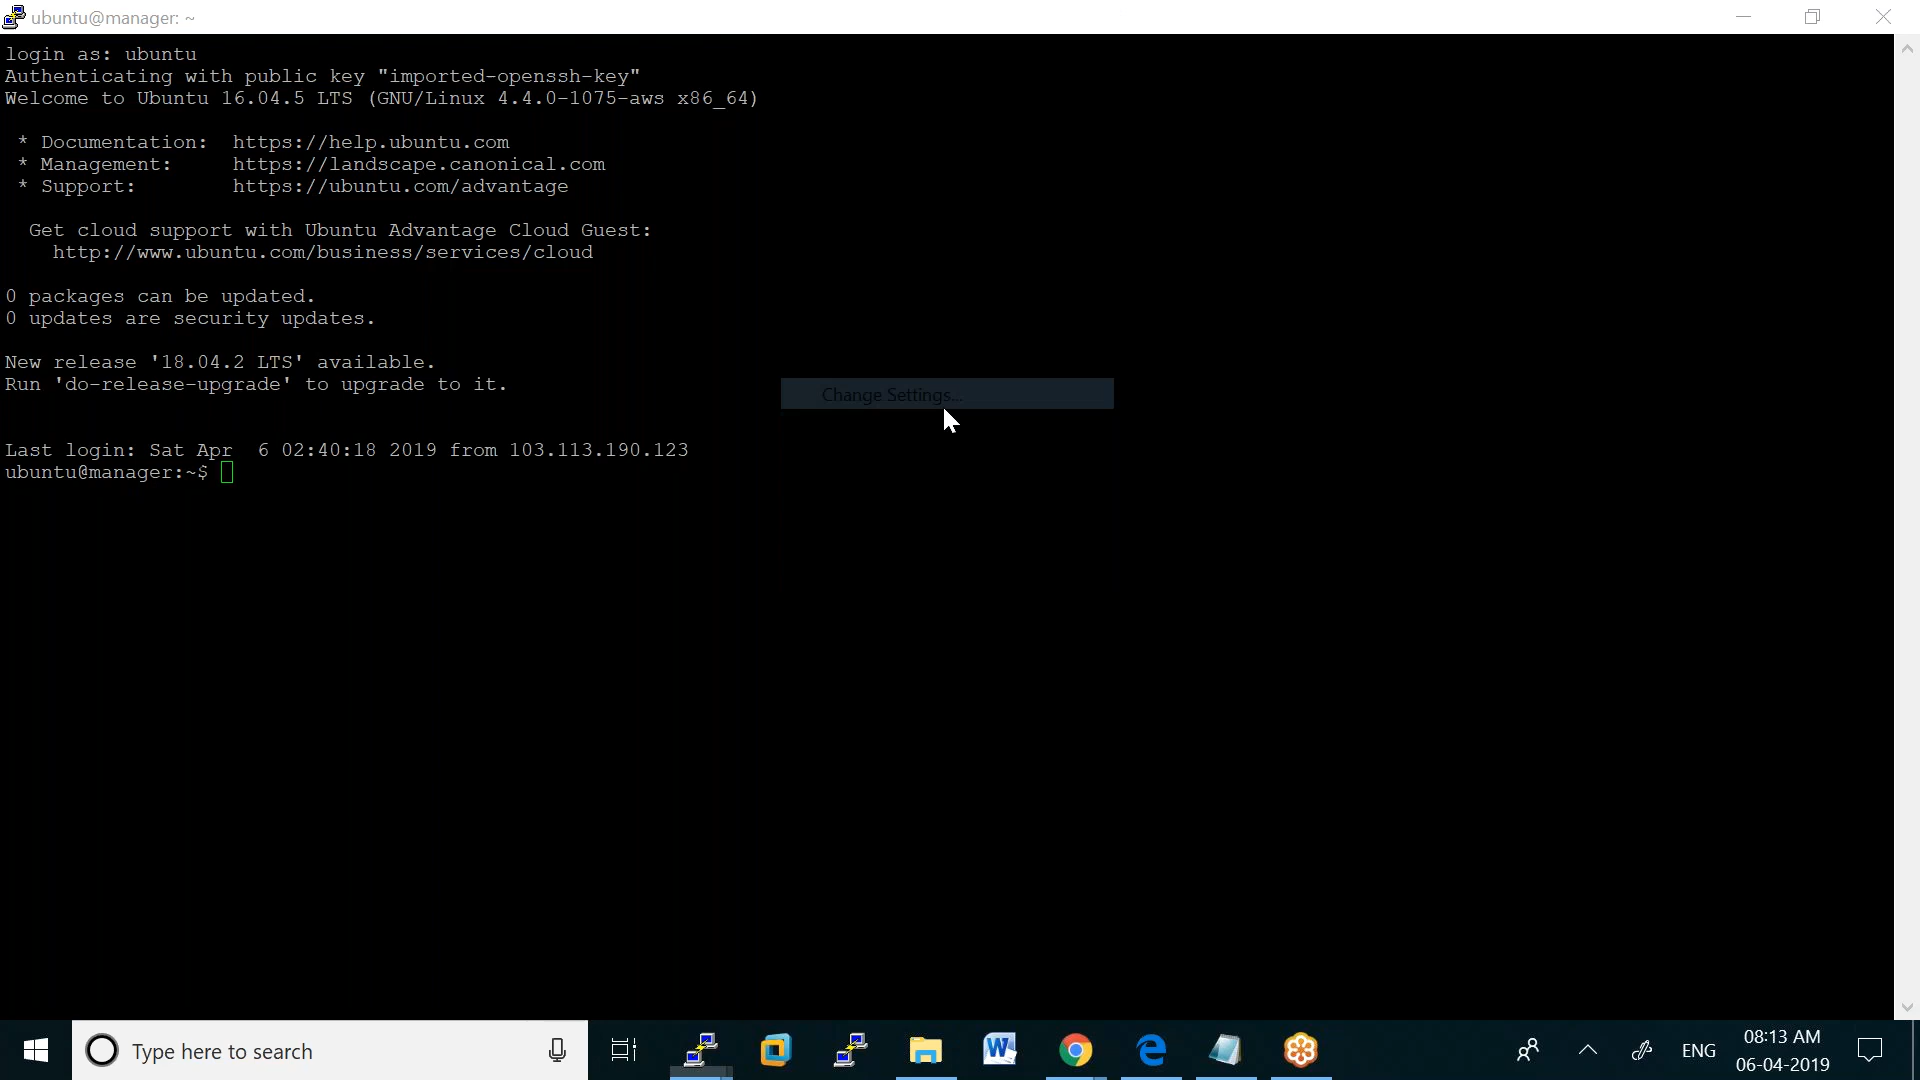 ubuntu@manager: ~
login as: ubuntu
Authenticating with public key "imported-openssh-key"
Welcome to Ubuntu 16.04.5 LTS (GNU/Linux 4.4.0-1075-aws x86_64)
* Documentation:  https://help.ubuntu.com
* Management:     https://landscape.canonical.com
* Support:        https://ubuntu.com/advantage
Get cloud support with Ubuntu Advantage Cloud Guest:
http://www.ubuntu.com/business/services/cloud
0 packages can be updated.
0 updates are security updates.
New release '18.04.2 LTS' available.
Run 'do-release-upgrade' to upgrade to it.
Change Settings...
Last login: Sat Apr  6 02:40:18 2019 from 103.113.190.123
ubuntu@manager:~$
Type here to search
ENG
08:13 AM
06-04-2019